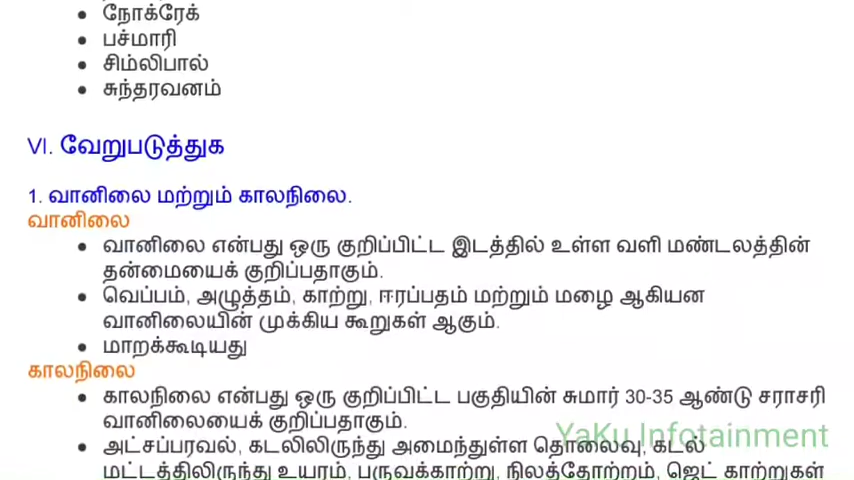 • நோக்ரேக்
• பச்மாரி
• சிம்லிபால்
• சுந்தரவனம்
VI. வேறுபடுத்துக
1. வானிலை மற்றும் காலநிலை.
வானிலை
• வானிலை என்பது ஒரு குறிப்பிட்ட இடத்தில் உள்ள வளி மண்டலத்தின்
தன்மையைக் குறிப்பதாகும்.
• வெப்பம், அழுத்தம், காற்று, ஈரப்பதம் மற்றும் மழை ஆகியன
வானிலையின் முக்கிய கூறுகள் ஆகும்.
• மாறக்கூடியது
காலநிலை
• காலநிலை என்பது ஒரு குறிப்பிட்ட பகுதியின் சுமார் 30-35 ஆண்டு சராசரி
வானிலையைக் குறிப்பதாகும்.
YaKu Infotainment
• அட்சப்பரவல், கடலிலிருந்து அமைந்துள்ள தொலைவு, கடல்
மட்டத்திலிருந்து உயரம், பருவக்காற்று, நிலத்தோற்றம், ஜெட் காற்றுகள்